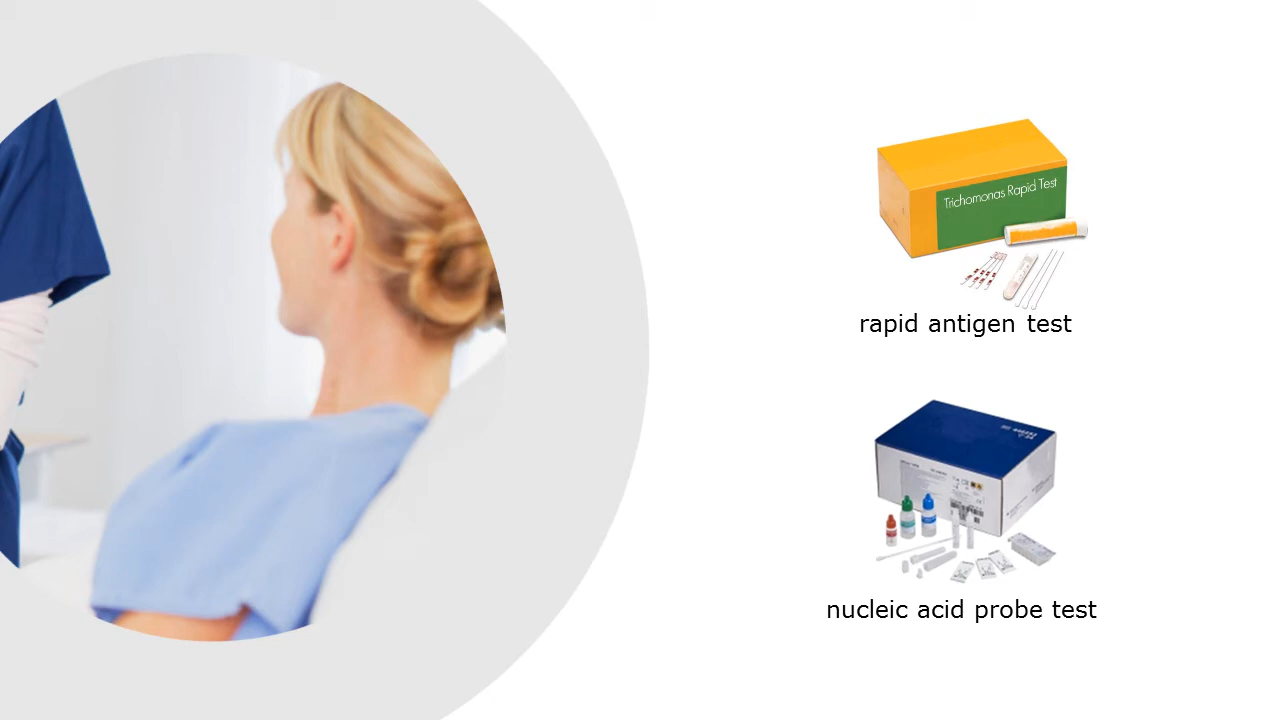 Trichomonas Rapid Test
rapid antigen test
nucleic acid probe test